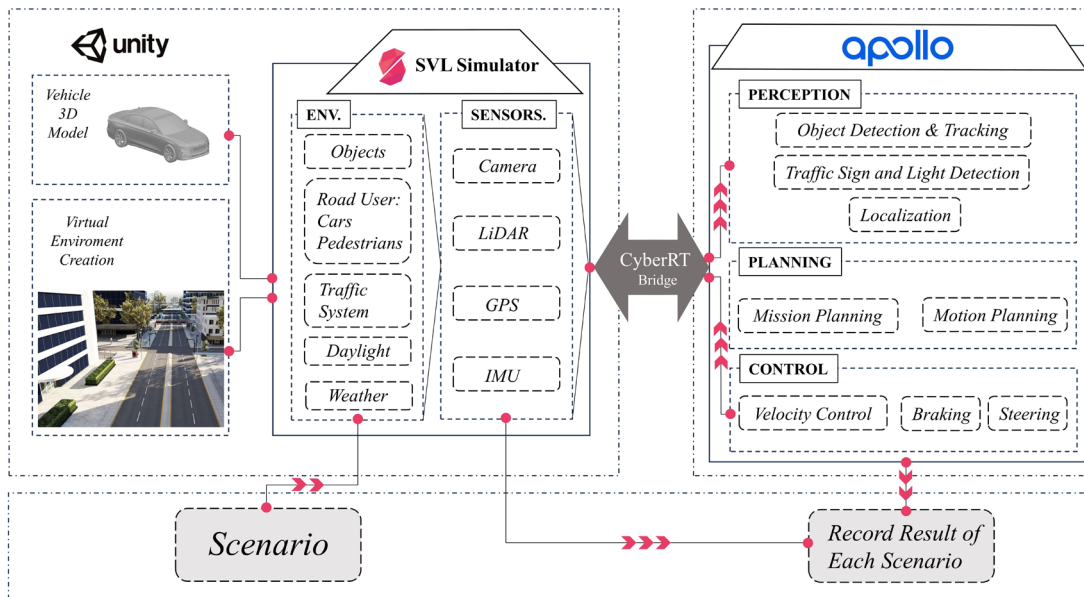 unity
Vehicle
3D
Model
Virtual
Enviroment
Creation
SVL Simulator
ENV.
Objects
Road User:
Cars
Pedestrians
Traffic
System
Daylight
Weather
SENSORS.
Camera
LiDAR
GPS
IMU
CyberRT
Bridge
apollo
PERCEPTION
Object Detection & Tracking
Traffic Sign and Light Detection
Localization
PLANNING
Mission Planning
Motion Planning
CONTROL
Velocity Control
Braking
Steering
Scenario
Record Result of
Each Scenario